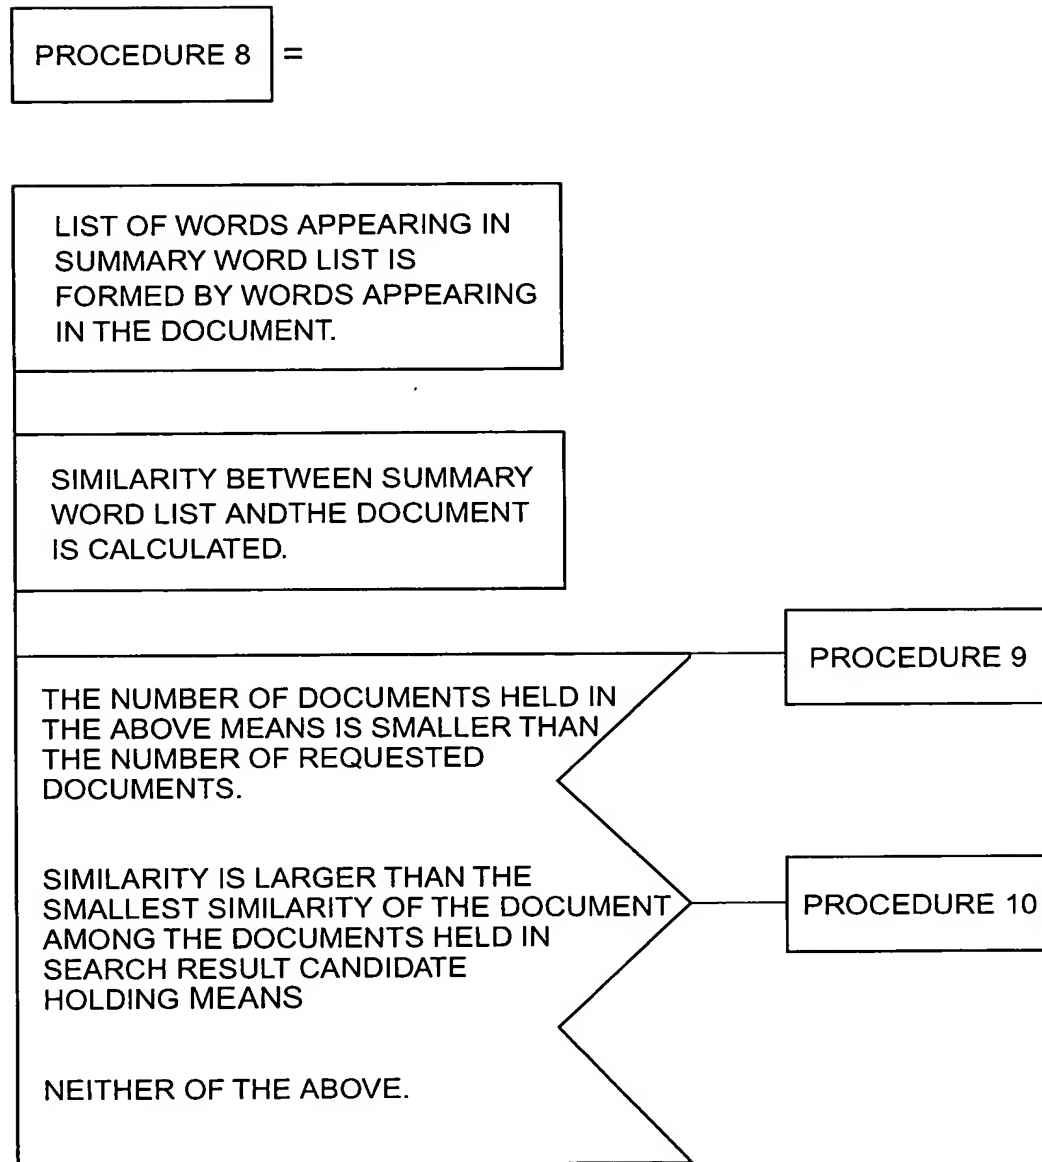 PROCEDURE 8 =
LIST OF WORDS APPEARING IN
SUMMARY WORD LIST IS
FORMED BY WORDS APPEARING
IN THE DOCUMENT.
SIMILARITY BETWEEN SUMMARY
WORD LIST ANDTHE DOCUMENT
IS CALCULATED.
PROCEDURE 9
THE NUMBER OF DOCUMENTS HELD IN
THE ABOVE MEANS IS SMALLER THAN
THE NUMBER OF REQUESTED
DOCUMENTS.
SIMILARITY IS LARGER THAN THE
SMALLEST SIMILARITY OF THE DOCUMENT
AMONG THE DOCUMENTS HELD IN
SEARCH RESULT CANDIDATE
HOLDING MEANS
PROCEDURE 10
NEITHER OF THE ABOVE.